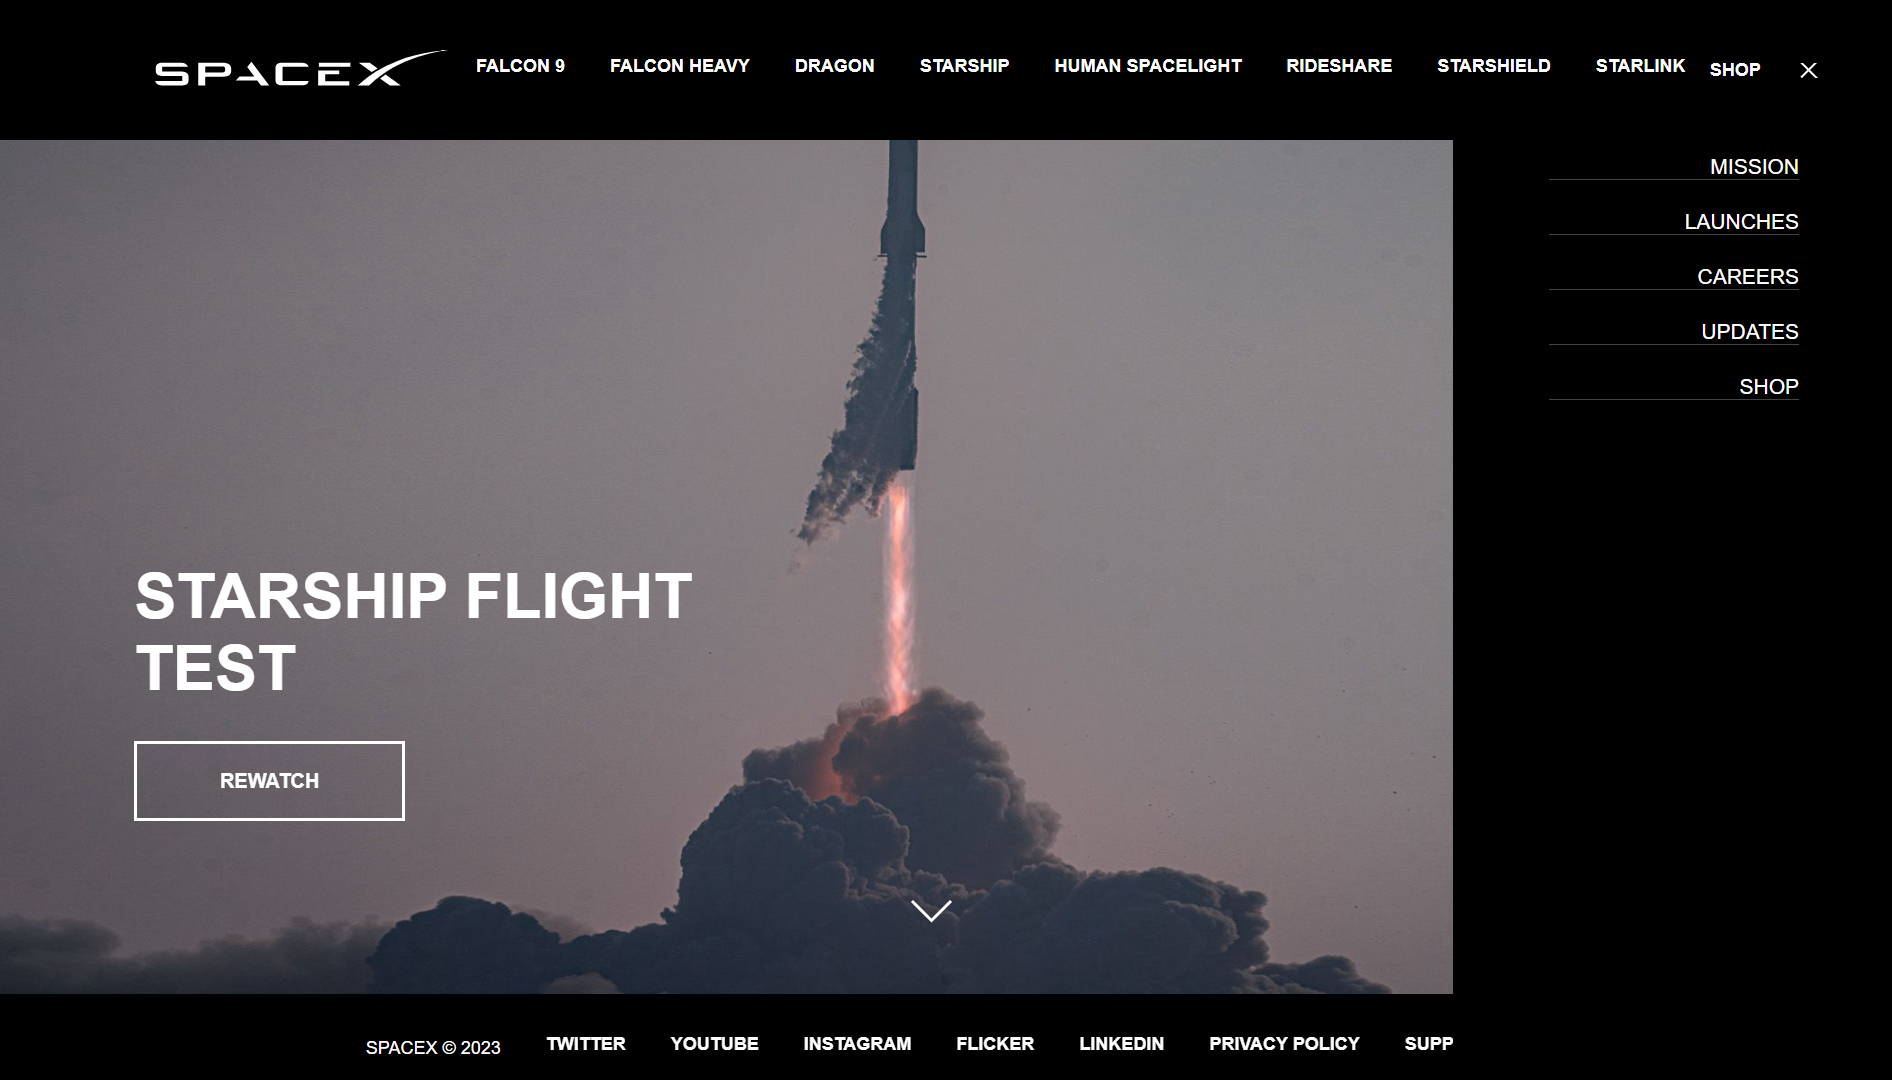 SPACEX
FALCON 9 FALCON HEAVY DRAGON STARSHIP HUMAN SPACELIGHT RIDESHARE STARSHIELD STARLINK SHOP
MISSION
LAUNCHES
CAREERS
UPDATES
SHOP
STARSHIP FLIGHT
TEST
REWATCH
SPACEX © 2023 TWITTER YOUTUBE INSTAGRAM FLICKER LINKEDIN PRIVACY POLICY SUPP